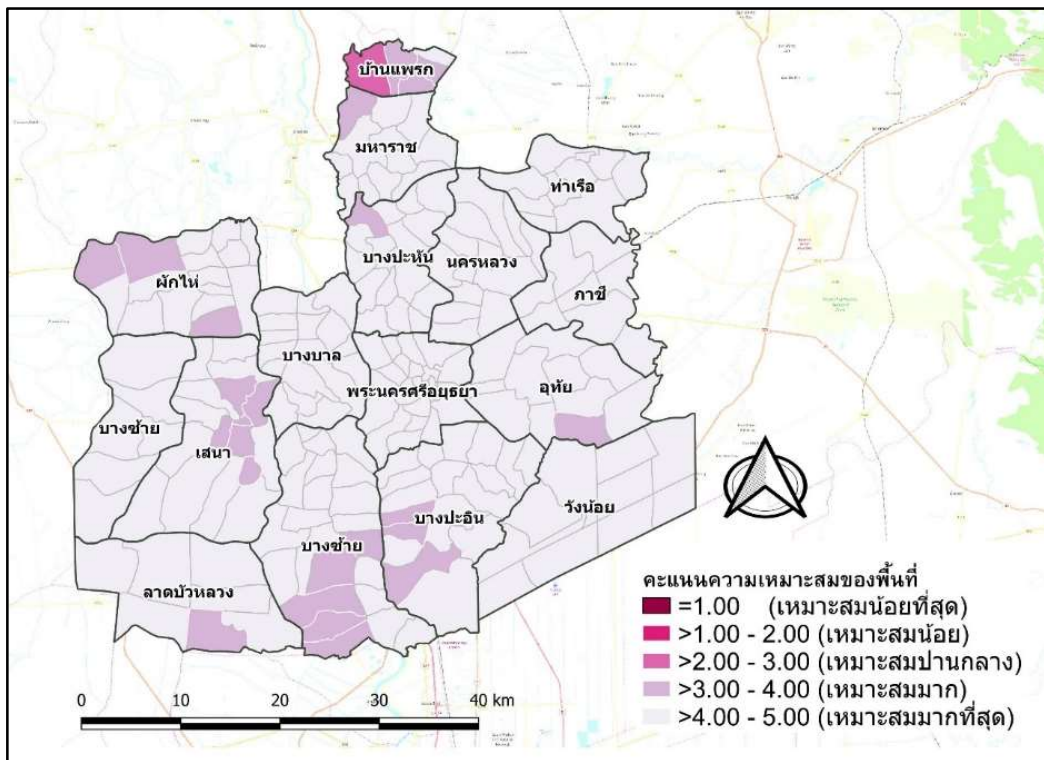 บ้านแพรก
มหาราช
ท่าเรือ
บางปะหัน
นครหลวง
ผักไห่
ภาชี
บางบาล
พระนครศรีอยุธยา
อุทัย
บางซ้าย
เสนา
วังน้อย
บางปะอิน
บางซ้าย
ลาดบัวหลวง
คะแนนความเหมาะสมของพื้นที่
=1.00 (เหมาะสมน้อยที่สุด)
>1.00 - 2.00 (เหมาะสมน้อย)
>2.00 - 3.00 (เหมาะสมปานกลาง)
>3.00 - 4.00 (เหมาะสมมาก)
>4.00 - 5.00 (เหมาะสมมากที่สุด)
0 10 20 30 40 km